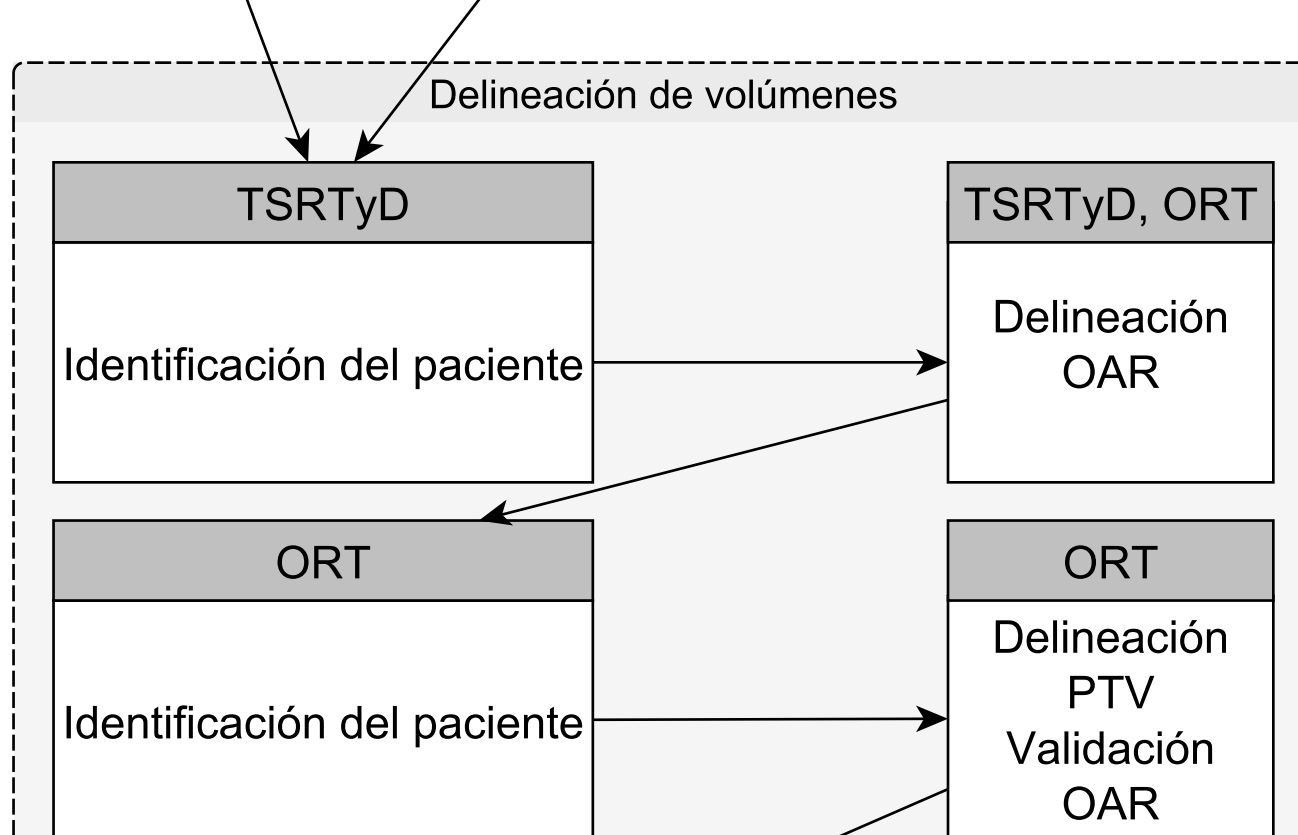 Delineación de volúmenes
TSRTyD
Identificación del paciente
TSRTyD, ORT
Delineación
OAR
ORT
Identificación del paciente
ORT
Delineación
PTV
Validación
OAR